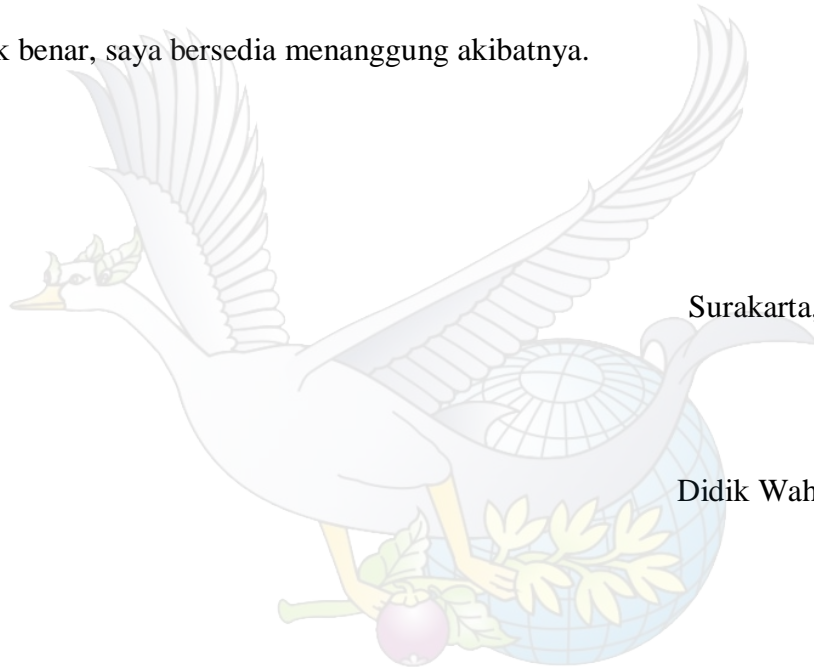 k benar, saya bersedia menanggung akibatnya.
Surakarta,
Didik Wah